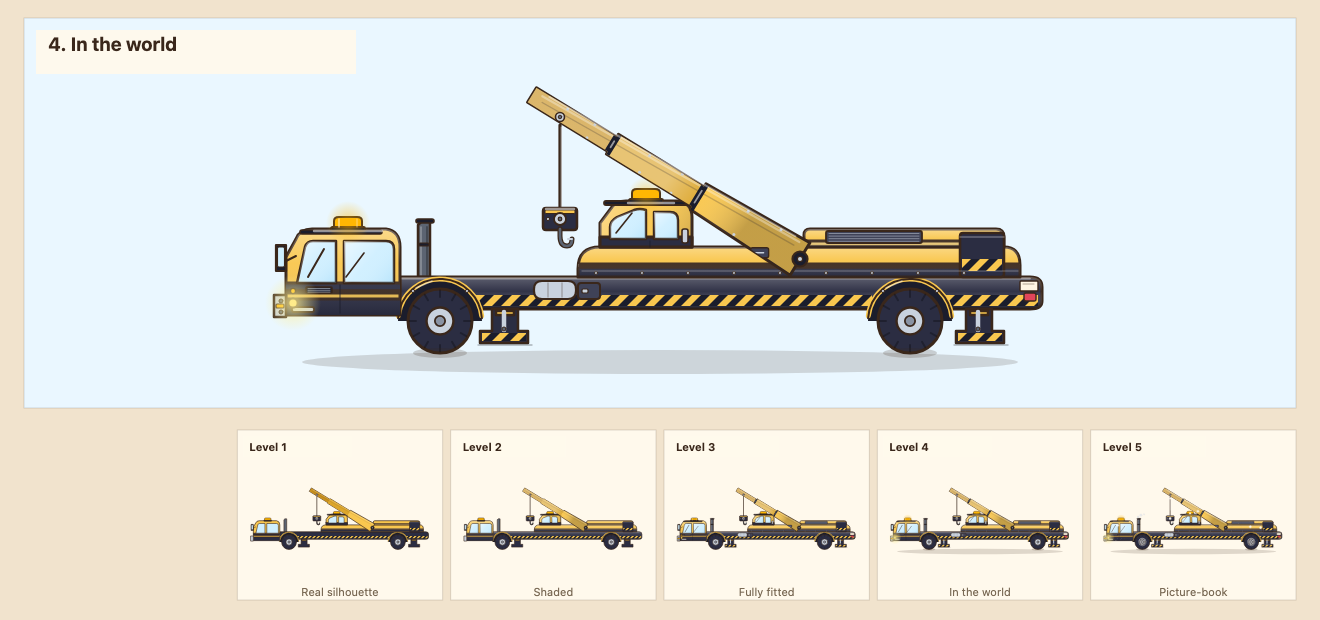 4. In the world
Level 1
Real silhouette
Level 2
Shaded
Level 3
Fully fitted
Level 4
In the world
Level 5
Picture-book